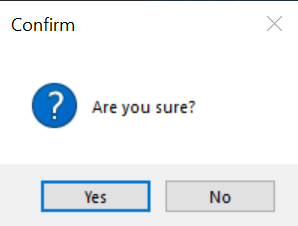 Confirm
Are you sure?
Yes
No